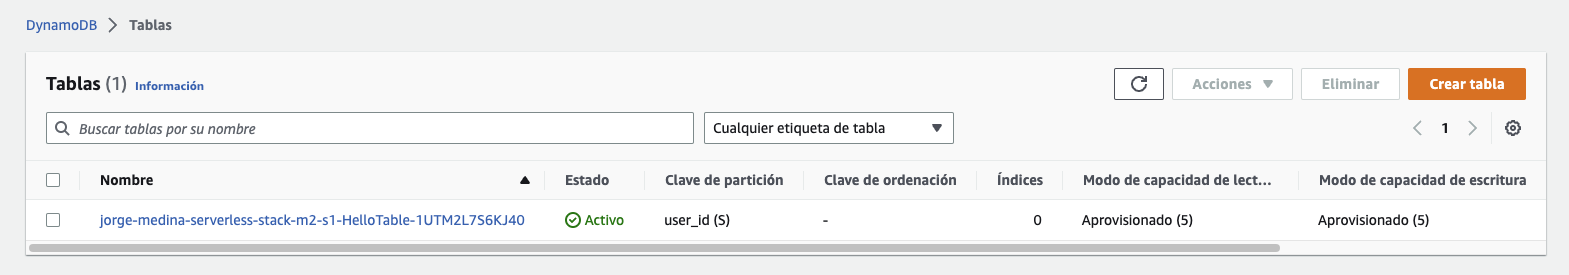 DynamoDB > Tablas
Tablas (1) Información
Acciones Eliminar Crear tabla
Buscar tablas por su nombre Cualquier etiqueta de tabla 1
Nombre Estado Clave de partición Clave de ordenación Índices Modo de capacidad de lect... Modo de capacidad de escritura
jorge-medina-serverless-stack-m2-s1-HelloTable-1UTM2L7S6KJ40 Activo user_id (S) - 0 Aprovisionado (5) Aprovisionado (5)